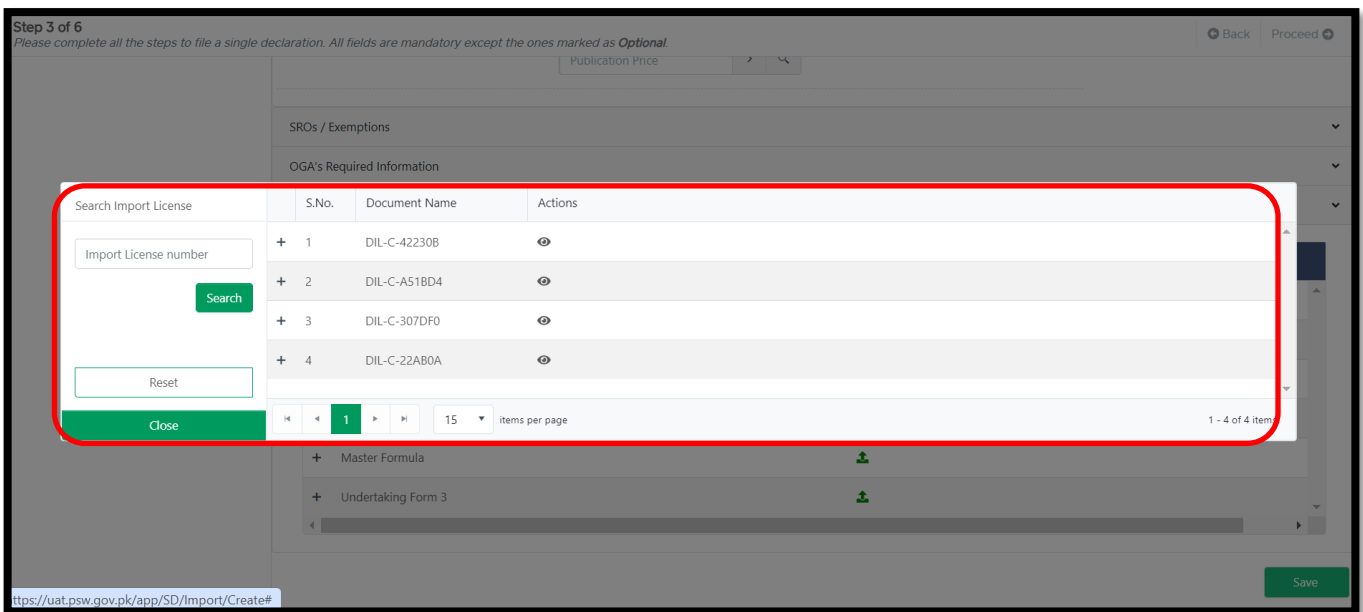 Step 3 of 6
Please complete all the steps to file a single declaration. All fields are mandatory except the ones marked as Optional.
Back Proceed
Publication Price
SROs / Exemptions
OGA's Required Information
Search Import License
S.No. Document Name Actions
Import License number
1 DIL-C-42230B
2 DIL-C-A51BD4
Search
3 DIL-C-307DF0
4 DIL-C-22AB0A
Reset
Close
1 15 items per page 1 - 4 of 4 items
Master Formula
Undertaking Form 3
Save
ttps://uat.psw.gov.pk/app/SD/Import/Create#